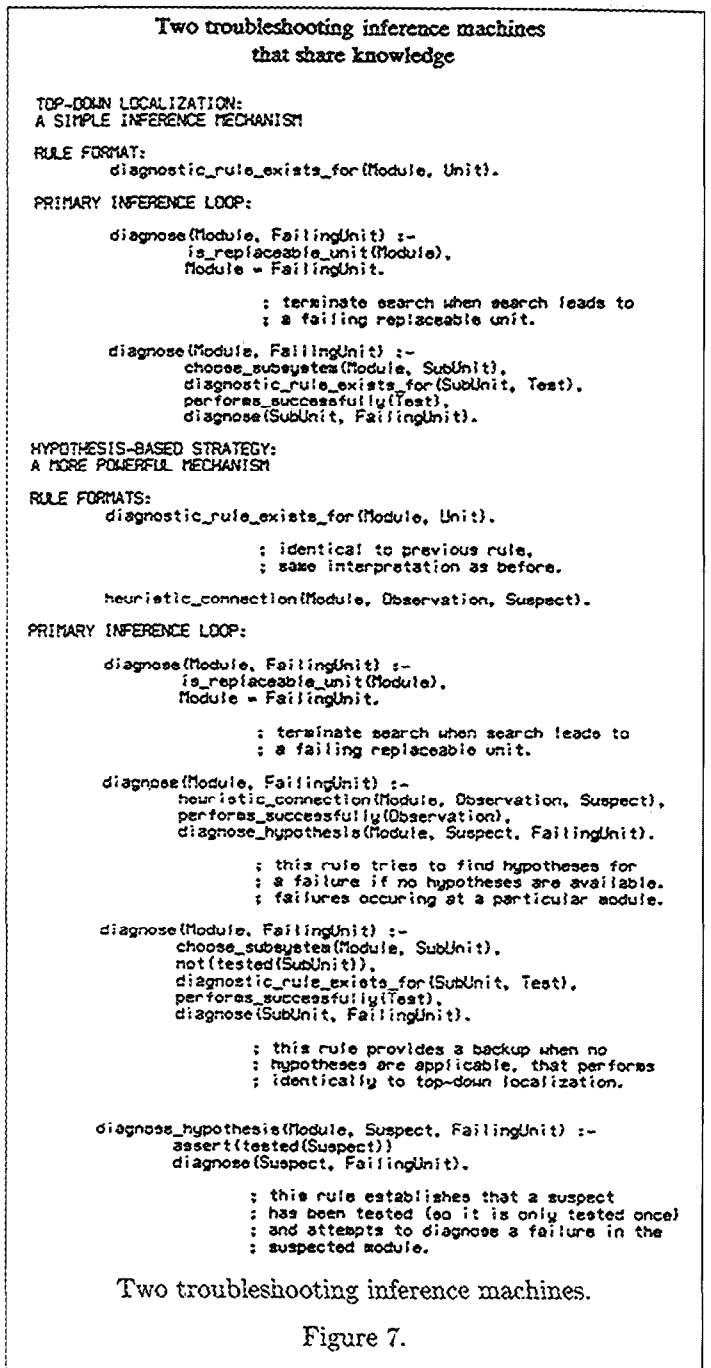 Two troubleshooting inference machines
that share knowledge
TOP-DOWN LOCALIZATION:
A SIMPLE INFERENCE MECHANISM
RULE FORMAT:
diagnostic_rule_exists_for(Module, Unit).
PRIMARY INFERENCE LOOP:
diagnose(Module, FailingUnit) :-
is_replaceable_unit(Module),
Module = FailingUnit.
; terminate search when search leads to
; a failing replaceable unit.
diagnose(Module, FailingUnit) :-
choose_subsystem(Module, SubUnit),
diagnostic_rule_exists_for(SubUnit, Test),
performs_successfully(Test),
diagnose(SubUnit, FailingUnit).
HYPOTHESIS-BASED STRATEGY:
A MORE POWERFUL MECHANISM
RULE FORMATS:
diagnostic_rule_exists_for(Module, Unit).
; identical to previous rule,
; same interpretation as before.
heuristic_connection(Module, Observation, Suspect).
PRIMARY INFERENCE LOOP:
diagnose(Module, FailingUnit) :-
is_replaceable_unit(Module),
Module = FailingUnit.
; terminate search when search leads to
; a failing replaceable unit.
diagnose(Module, FailingUnit) :-
heuristic_connection(Module, Observation, Suspect),
performs_successfully(Observation),
diagnose_hypothesis(Module, Suspect, FailingUnit).
; this rule tries to find hypotheses for
; a failure if no hypotheses are available.
; failures occuring at a particular module.
diagnose(Module, FailingUnit) :-
choose_subsystem(Module, SubUnit),
not(tested(SubUnit)),
diagnostic_rule_exists_for(SubUnit, Test),
performs_successfully(Test),
diagnose(SubUnit, FailingUnit).
; this rule provides a backup when no
; hypotheses are applicable, that performs
; identically to top-down localization.
diagnose_hypothesis(Module, Suspect, FailingUnit) :-
assert(tested(Suspect))
diagnose(Suspect, FailingUnit).
; this rule establishes that a suspect
; has been tested (so it is only tested once)
; and attempts to diagnose a failure in the
; suspected module.
Two troubleshooting inference machines.
Figure 7.